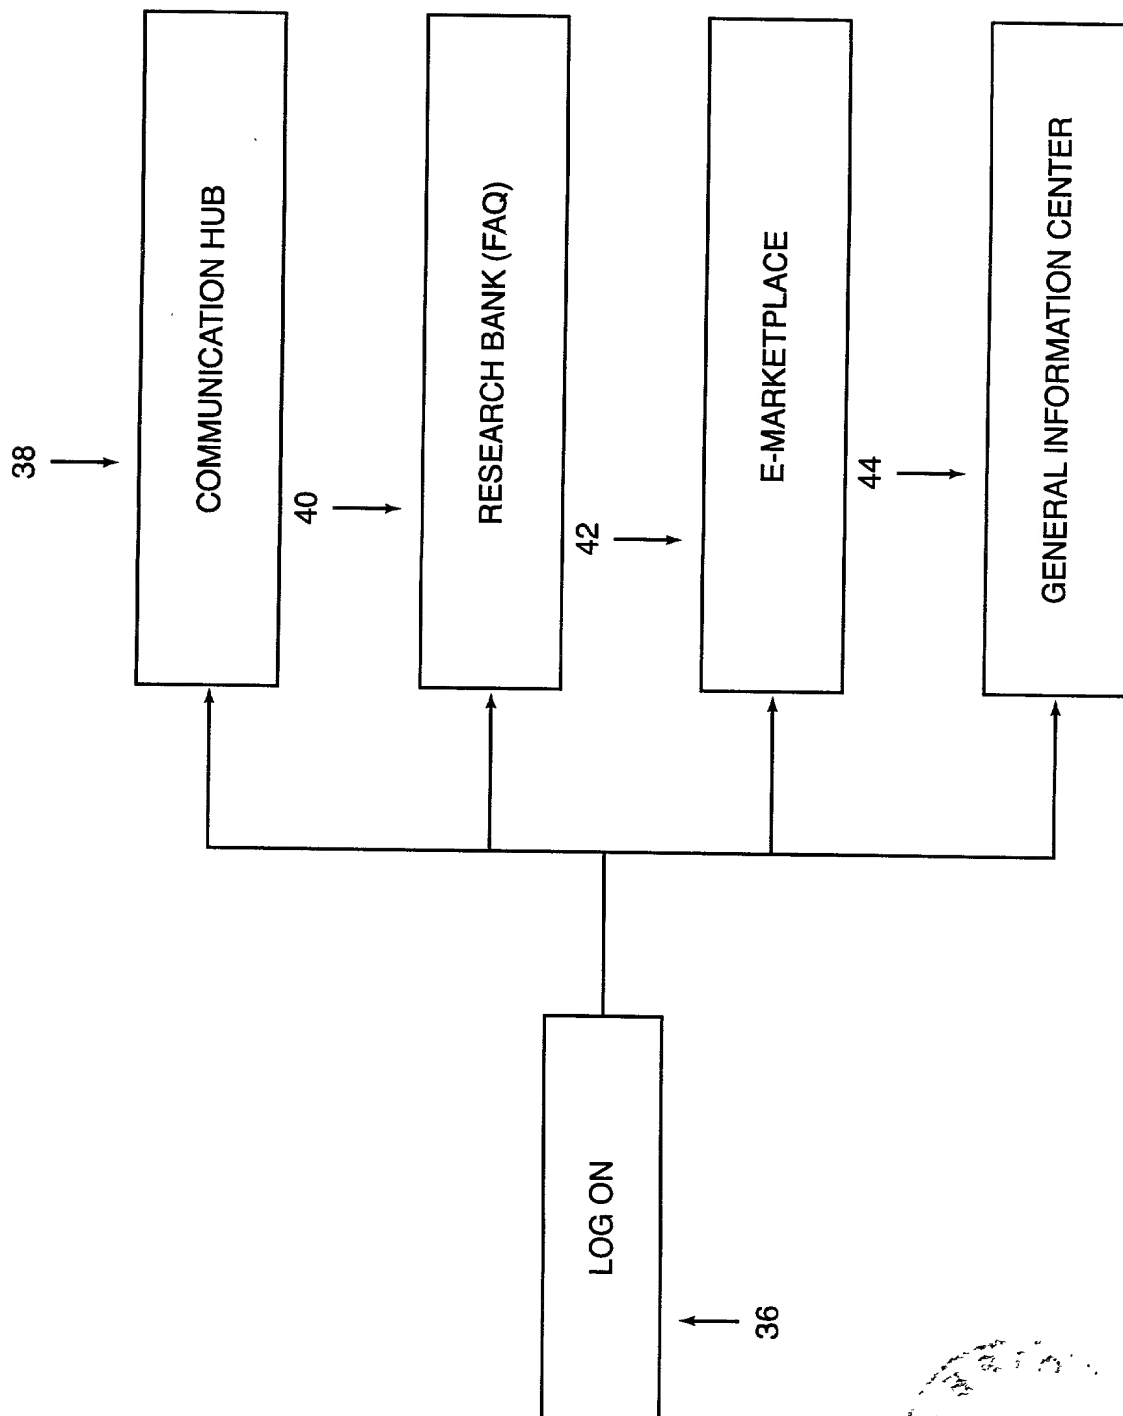 38
COMMUNICATION HUB
40
RESEARCH BANK (FAQ)
42
E-MARKETPLACE
44
GENERAL INFORMATION CENTER
LOG ON
36